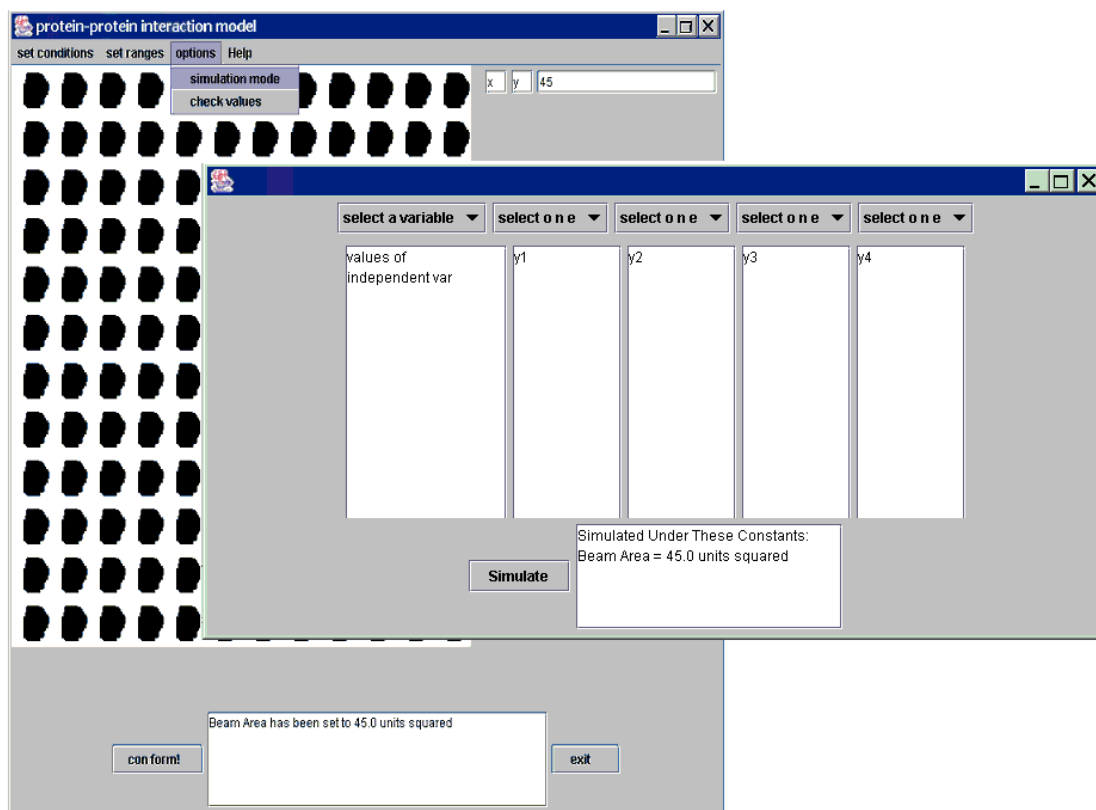 protein-protein interaction model
set conditions set ranges options Help
simulation mode
check values
x y 45
select a variable select o n e select o n e select o n e select o n e
values of
independent var
y1
y2
y3
y4
Simulate
Simulated Under These Constants:
Beam Area = 45.0 units squared
con form!
Beam Area has been set to 45.0 units squared
exit